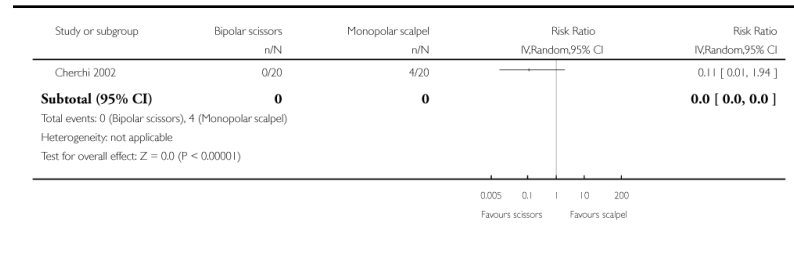 Study or subgroup Bipolar scissors Monopolar scalpel Risk Ratio Risk Ratio
n/N n/N IV,Random,95% CI IV,Random,95% CI
Cherchi 2002 0/20 4/20 0.11 [ 0.01, 1.94 ]
Subtotal (95% CI) 0 0 0.0 [ 0.0, 0.0 ]
Total events: 0 (Bipolar scissors), 4 (Monopolar scalpel)
Heterogeneity: not applicable
Test for overall effect: Z = 0.0 (P < 0.00001)
0.005 0.1 1 10 200
Favours scissors Favours scalpel